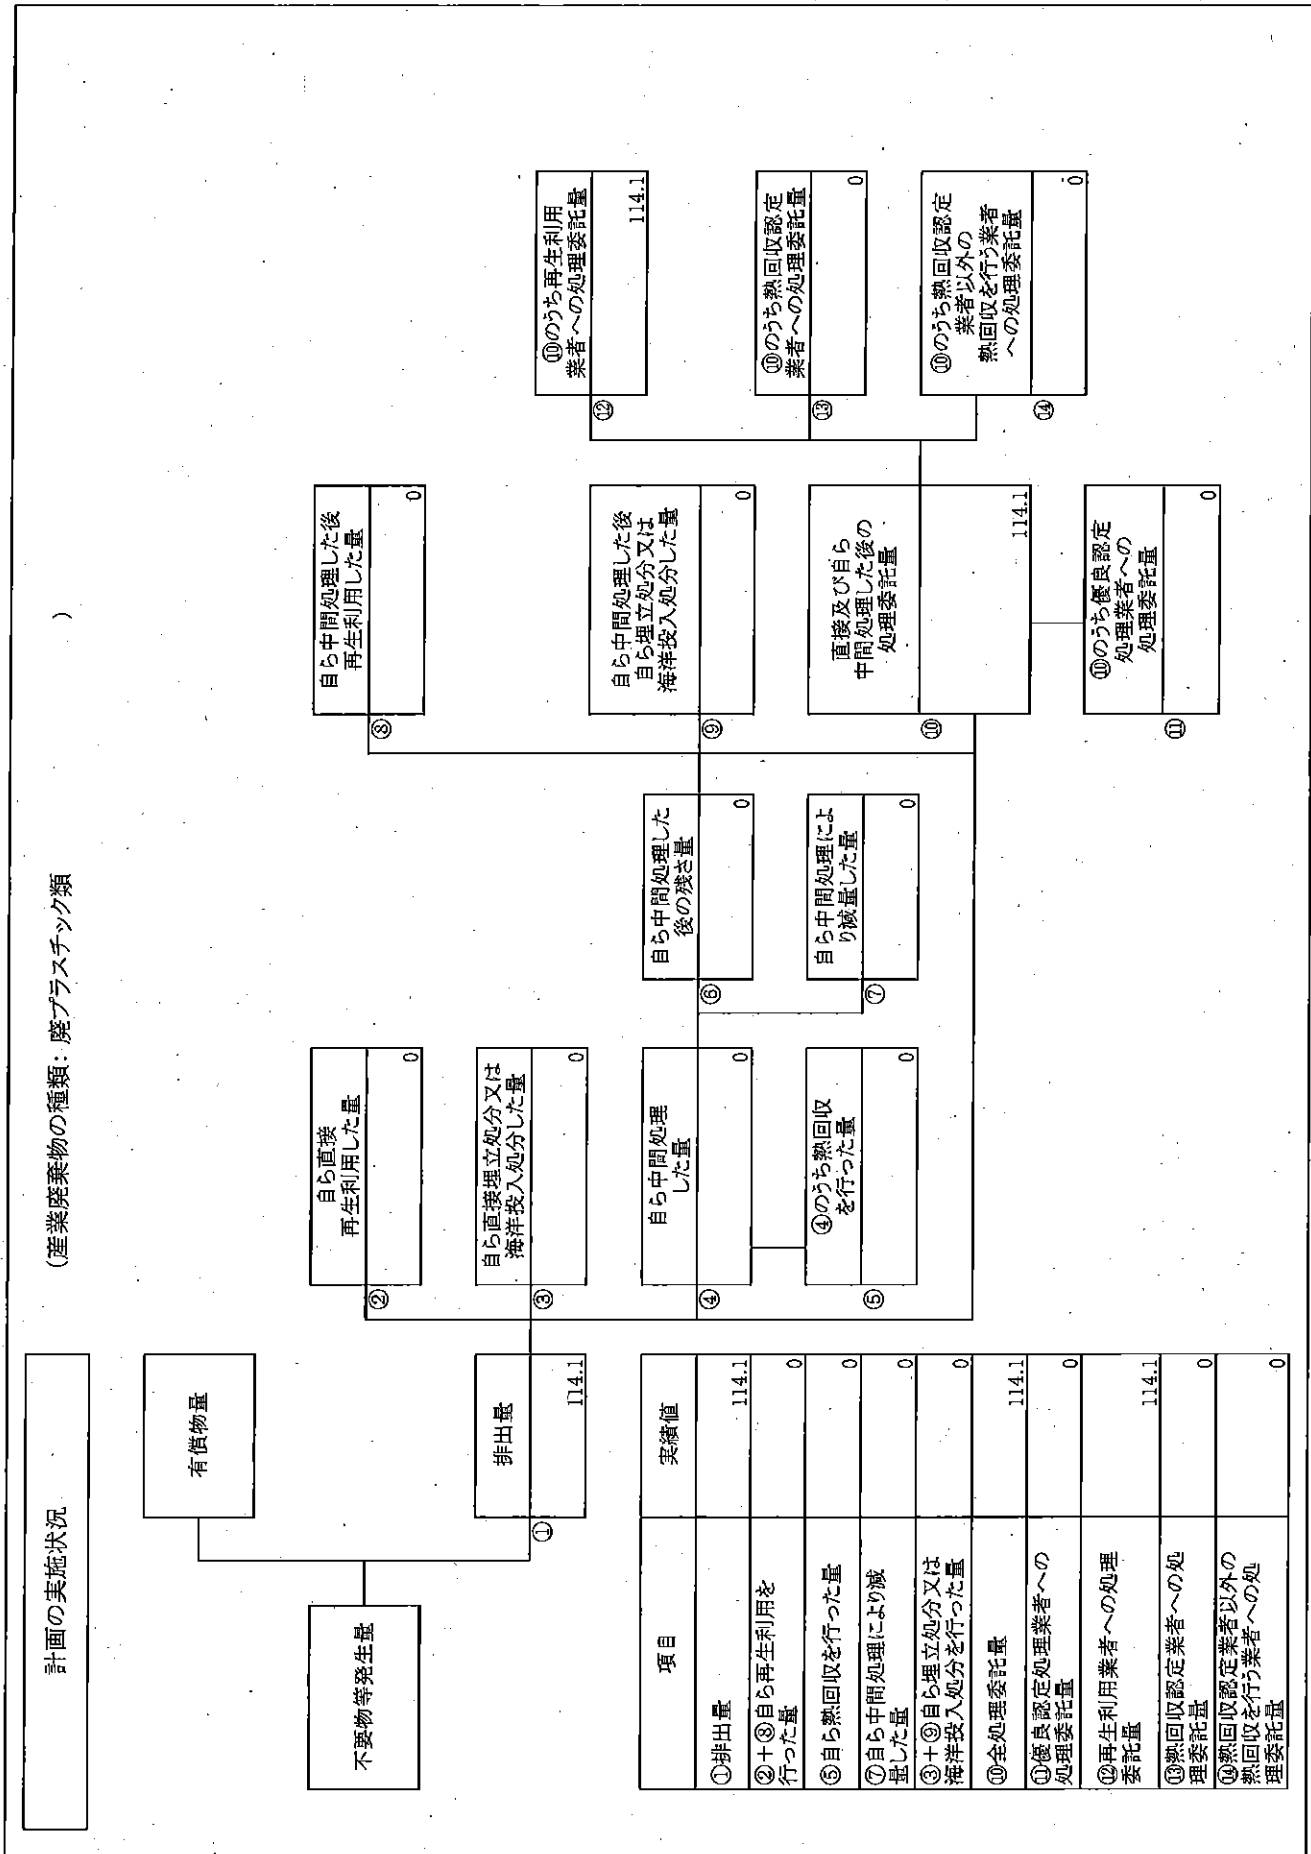 計画の実施状況
(産業廃棄物の種類：廃プラスチック類　　)
不要物等発生量
有償物量
①
排出量
114.1
②
自ら直接
再生利用した量
0
③
自ら直接埋立処分又は
海洋投入処分した量
0
④
自ら中間処理
した量
0
⑤
④のうち熱回収
を行った量
0
⑥
自ら中間処理した
後の残さ量
0
⑦
自ら中間処理によ
り減量した量
0
⑧
自ら中間処理した後
再生利用した量
0
⑨
自ら中間処理した後
自ら埋立処分又は
海洋投入処分した量
0
⑩
直接及び自ら
中間処理した後の
処理委託量
114.1
⑪
⑩のうち優良認定
処理業者への
処理委託量
0
⑫
⑩のうち再生利用
業者への処理委託量
114.1
⑬
⑩のうち熱回収認定
業者への処理委託量
0
⑭
⑩のうち熱回収認定
業者以外の
熱回収を行う業者
への処理委託量
0
項目 実績値
①排出量 114.1
②+⑧自ら再生利用を
行った量 0
⑤自ら熱回収を行った量 0
⑦自ら中間処理により減
量した量 0
③+⑨自ら埋立処分又は
海洋投入処分を行った量 0
⑩全処理委託量 114.1
⑪優良認定処理業者への
処理委託量 0
⑫再生利用業者への処理
委託量 114.1
⑬熱回収認定業者への処
理委託量 0
⑭熱回収認定業者以外の
熱回収を行う業者への処
理委託量 0